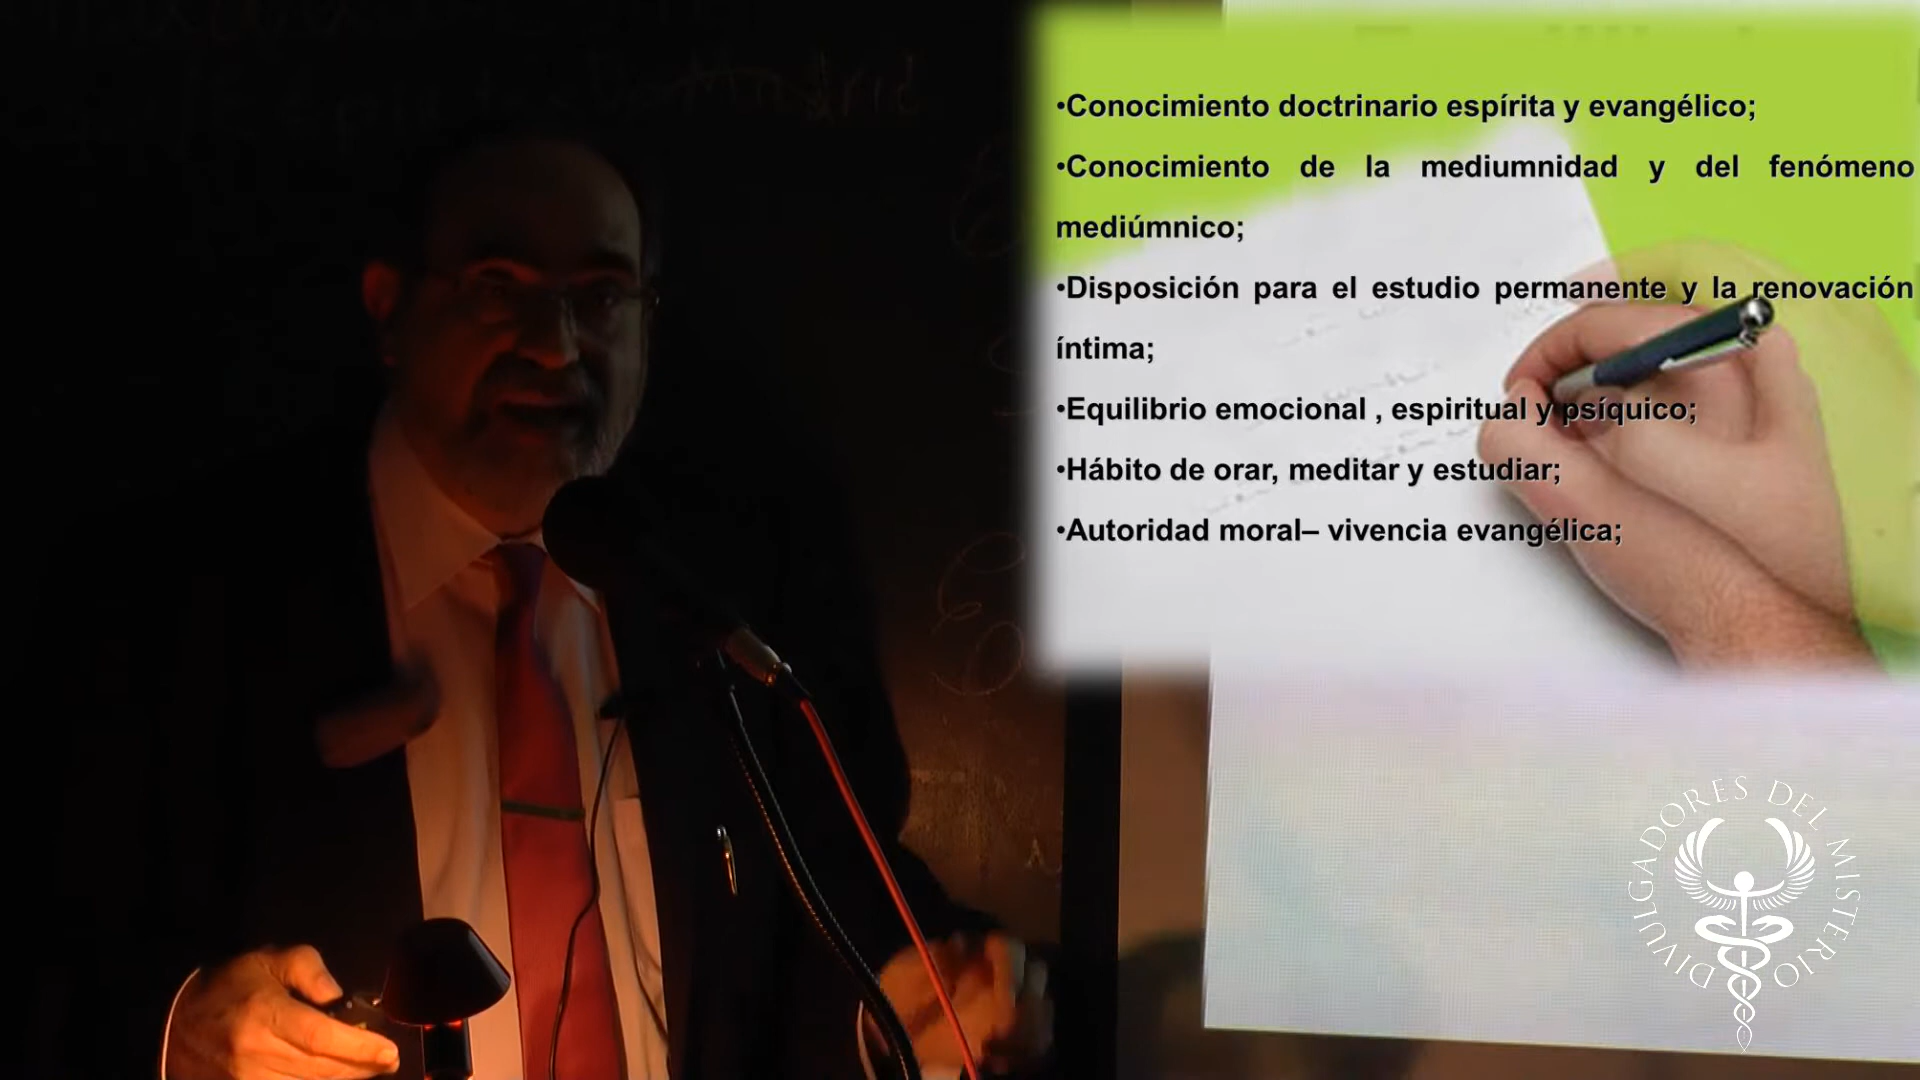 •Conocimiento doctrinario espírita y evangélico;
•Conocimiento de la mediumnidad y del fenómeno
mediúmnico;
•Disposición para el estudio permanente y la renovación
íntima;
•Equilibrio emocional , espiritual y psíquico;
•Hábito de orar, meditar y estudiar;
•Autoridad moral– vivencia evangélica;
DIVULGADORES DEL MISTERIO